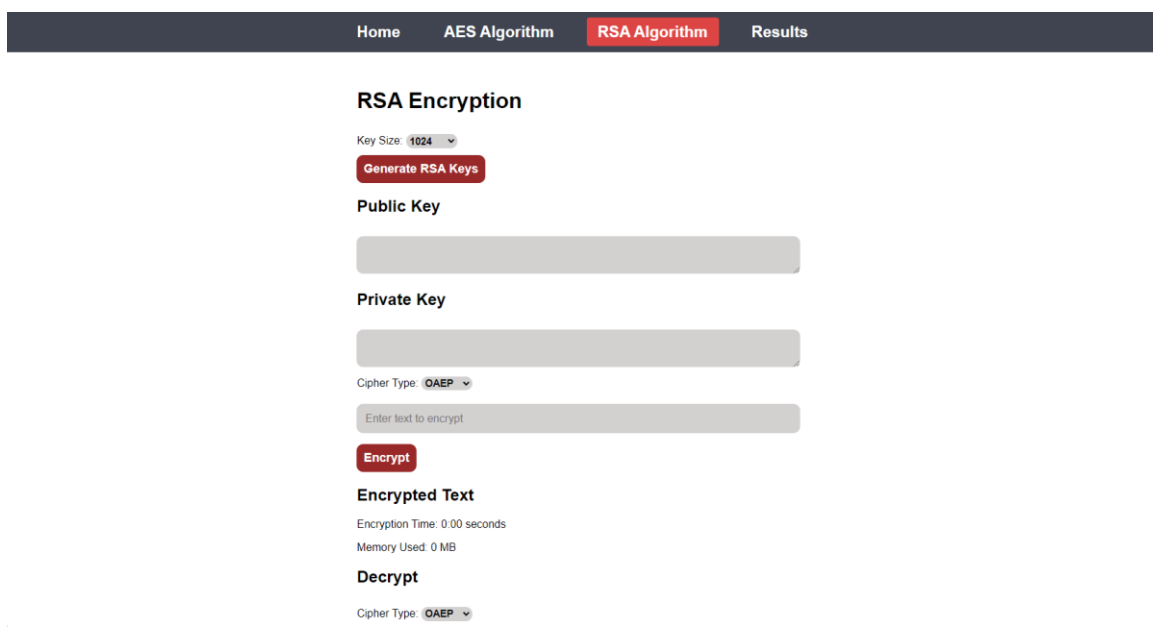 Home AES Algorithm RSA Algorithm Results
RSA Encryption
Key Size: 1024
Generate RSA Keys
Public Key
Private Key
Cipher Type: OAEP
Enter text to encrypt
Encrypt
Encrypted Text
Encryption Time: 0:00 seconds
Memory Used: 0 MB
Decrypt
Cipher Type: OAEP